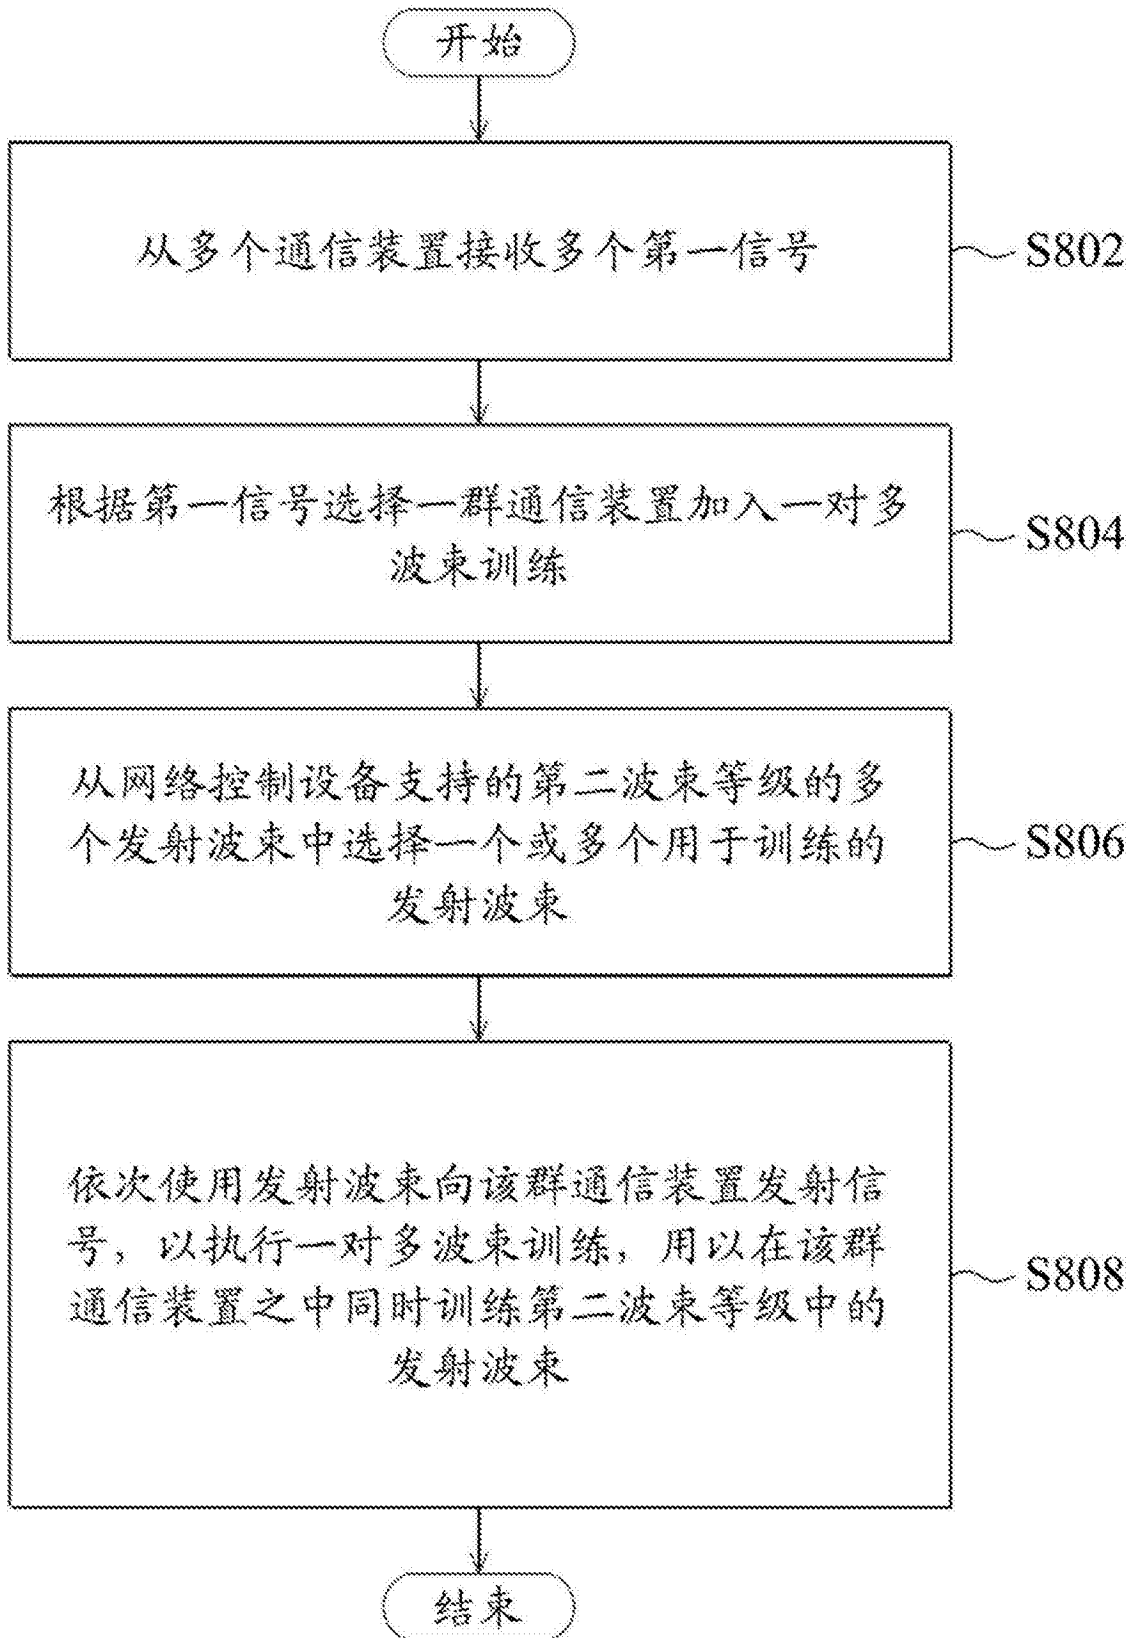 开始
从多个通信装置接收多个第一信号
S802
根据第一信号选择一群通信装置加入一对多
波束训练
S804
从网络控制设备支持的第二波束等级的多
个发射波束中选择一个或多个用于训练的
发射波束
S806
依次使用发射波束向该群通信装置发射信
号，以执行一对多波束训练，用以在该群
通信装置之中同时训练第二波束等级中的
发射波束
S808
结束